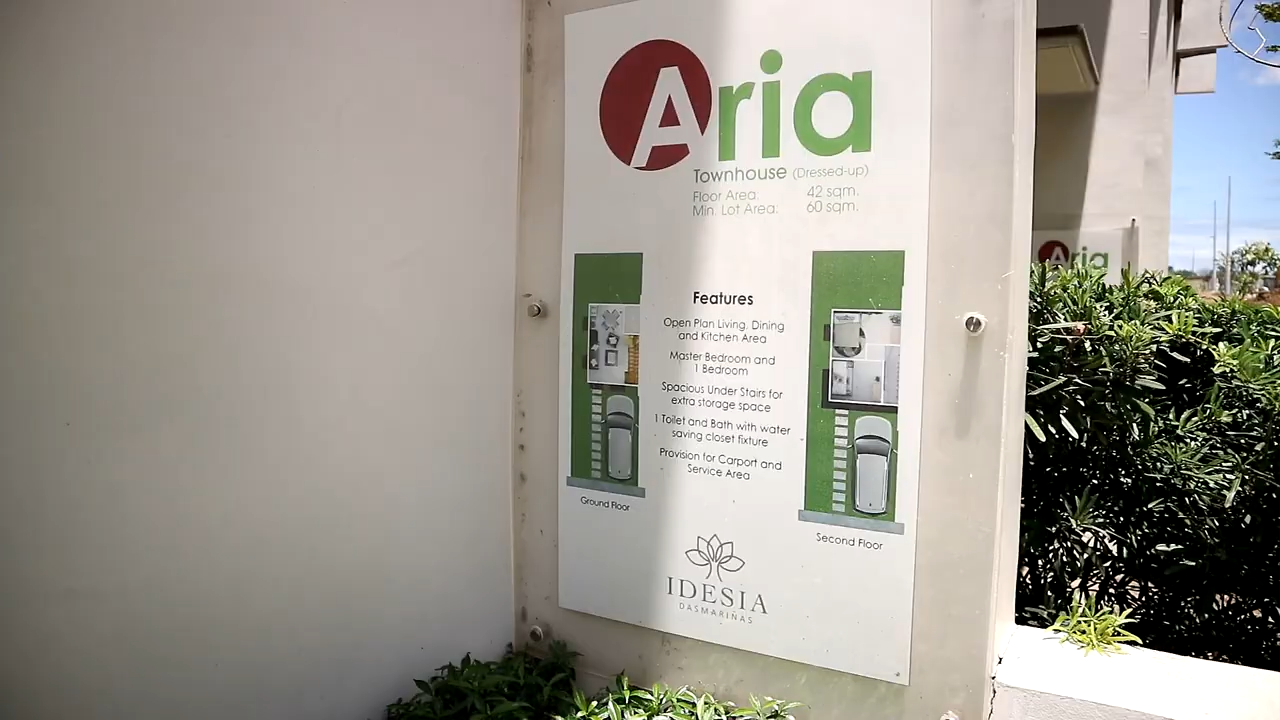 Aria
Townhouse (Dressed-up)
Floor Area: 42 sqm.
Min. Lot Area: 60 sqm.
Features
Open Plan Living, Dining
and Kitchen Area
Master Bedroom and
1 Bedroom
Spacious Under Stairs for
extra storage space
1 Toilet and Bath with water
saving closet fixture
Provision for Carport and
Service Area
Ground Floor
Second Floor
IDESIA
DASMARIÑAS
Aria